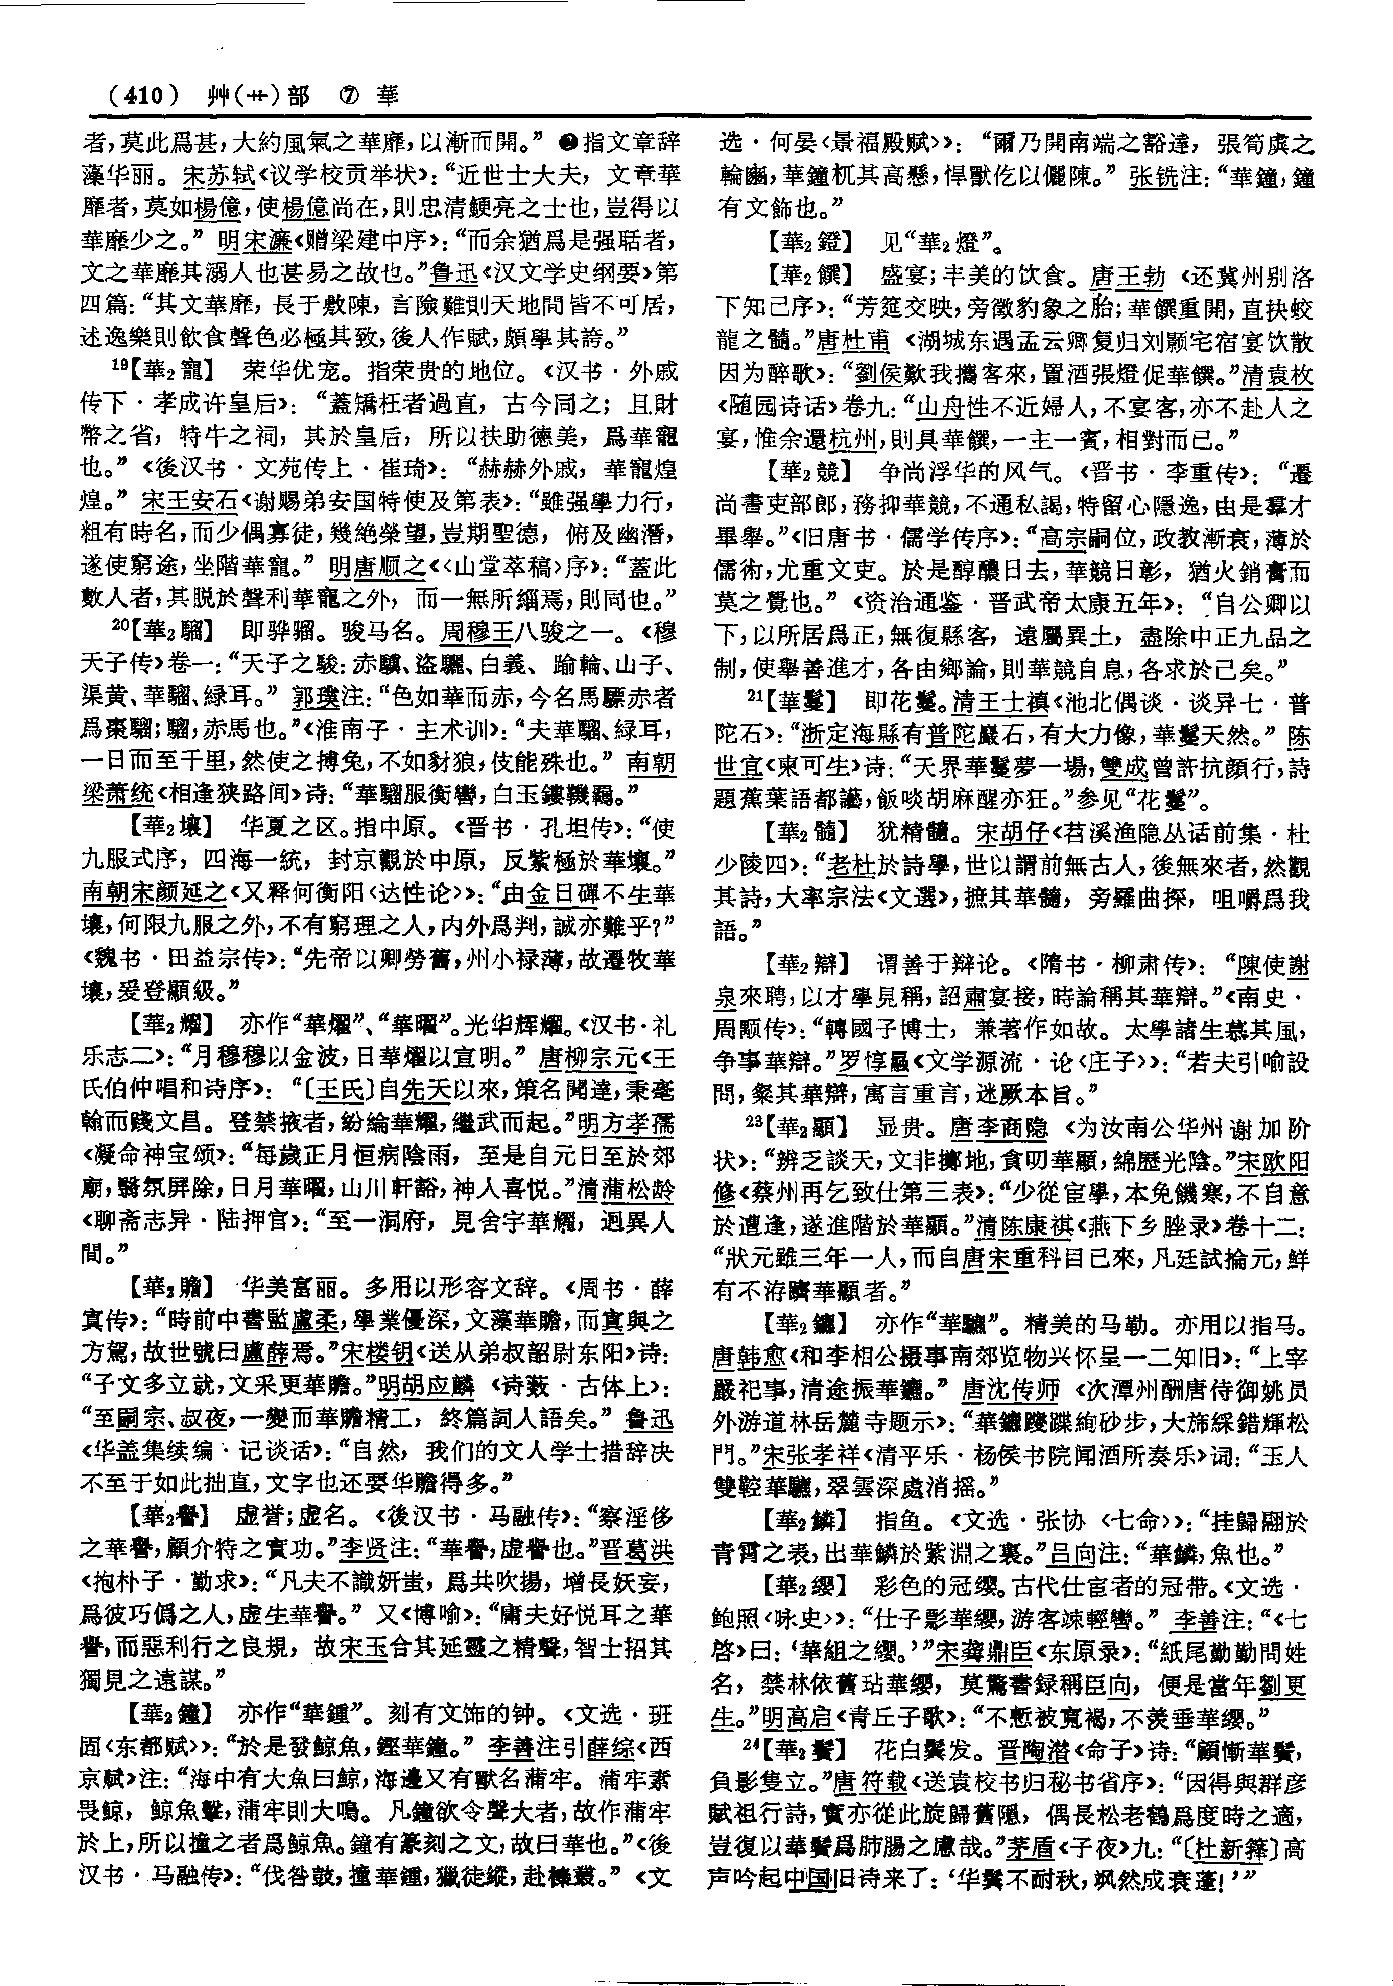 （410） 艸(艹)部 ⑦ 華
者，莫此爲甚，大約風氣之華靡，以漸而開。”❷指文章辞
藻华丽。宋苏轼《议学校贡举状》：“近世士大夫，文章華
靡者，莫如楊億，使楊億尚在，則忠清鯁亮之士也，豈得以
華靡少之。”明宋濂《赠梁建中序》：“而余猶爲是强聒者，
文之華靡其溺人也甚易之故也。”鲁迅《汉文学史纲要》第
四篇：“其文華靡，長于敷陳，言險難則天地間皆不可居，
述逸樂則飲食聲色必極其致，後人作賦，頗學其誇。”
19【華₂寵】 荣华优宠。指荣贵的地位。《汉书·外戚
传下·孝成许皇后》：“蓋矯枉者過直，古今同之；且財
幣之省，特牛之祠，其於皇后，所以扶助德美，爲華寵
也。”《後汉书·文苑传上·崔琦》：“赫赫外戚，華寵煌
煌。”宋王安石《谢赐弟安国特使及第表》：“雖强學力行，
粗有時名，而少偶寡徒，幾絶榮望，豈期聖德，俯及幽潛，
遂使窮途，坐階華寵。”明唐顺之《〈山堂萃稿〉序》：“蓋此
數人者，其脱於聲利華寵之外，而一無所緇焉，則同也。”
20【華₂騮】 即骅骝。骏马名。周穆王八骏之一。《穆
天子传》卷一：“天子之駿：赤驥、盜驪、白義、踰輪、山子、
渠黄、華騮、緑耳。”郭璞注：“色如華而赤，今名馬驃赤者
爲棗騮；騮，赤馬也。”《淮南子·主术训》：“夫華騮、緑耳，
一日而至千里，然使之搏兔，不如豺狼，伎能殊也。”南朝
梁萧统《相逢狭路间》诗：“華騮服衡轡，白玉鏤鞿羈。”
【華₂壤】 华夏之区。指中原。《晋书·孔坦传》：“使
九服式序，四海一統，封京觀於中原，反紫極於華壤。”
南朝宋颜延之《又释何衡阳〈达性论〉》：“由金日磾不生華
壤，何限九服之外，不有窮理之人，内外爲判，誠亦難乎？”
《魏书·田益宗传》：“先帝以卿勞舊，州小禄薄，故遷牧華
壤，爰登顯級。”
【華₂耀】 亦作“華燿”、“華曜”。光华辉耀。《汉书·礼
乐志二》：“月穆穆以金波，日華燿以宣明。”唐柳宗元《王
氏伯仲唱和诗序》：“〔王氏〕自先天以來，策名聞達，秉毫
翰而踐文昌。登禁掖者，紛綸華耀，繼武而起。”明方孝孺
《凝命神宝颂》：“每歲正月恒病陰雨，至是自元日至於郊
廟，翳氛屏除，日月華曜，山川軒豁，神人喜悦。”清蒲松龄
《聊斋志异·陆押官》：“至一洞府，見舍宇華耀，迥異人
間。”
【華₂贍】 华美富丽。多用以形容文辞。《周书·薛
寘传》：“時前中書監盧柔，學業優深，文藻華贍，而寘與之
方駕，故世號曰盧薛焉。”宋楼钥《送从弟叔韶尉东阳》诗：
“子文多立就，文采更華贍。”明胡应麟《诗薮·古体上》：
“至嗣宗、叔夜，一變而華贍精工，終篇詞人語矣。”鲁迅
《华盖集续编·记谈话》：“自然，我们的文人学士措辞决
不至于如此拙直，文字也还要华赡得多。”
【華₂譽】 虚誉；虚名。《後汉书·马融传》：“察淫侈
之華譽，顧介特之實功。”李贤注：“華譽，虚譽也。”晋葛洪
《抱朴子·勤求》：“凡夫不識妍蚩，爲共吹揚，增長妖妄，
爲彼巧僞之人，虚生華譽。”又《博喻》：“庸夫好悦耳之華
譽，而惡利行之良規，故宋玉合其延靈之精聲，智士招其
獨見之遠謀。”
【華₂鐘】 亦作“華鍾”。刻有文饰的钟。《文选·班
固〈东都赋〉》：“於是發鯨魚，鏗華鐘。”李善注引薛综《西
京赋》注：“海中有大魚曰鯨，海邊又有獸名蒲牢。蒲牢素
畏鯨，鯨魚擊，蒲牢則大鳴。凡鐘欲令聲大者，故作蒲牢
於上，所以撞之者爲鯨魚。鐘有篆刻之文，故曰華也。”《後
汉书·马融传》：“伐咎鼓，撞華鍾，獵徒縱，赴榛叢。”《文
选·何晏〈景福殿赋〉》：“爾乃開南端之豁達，張筍虡之
輪豳，華鐘杌其高懸，悍獸仡以儷陳。”张铣注：“華鐘，鐘
有文飾也。”
【華₂鐙】 见“華₂燈”。
【華₂饌】 盛宴；丰美的饮食。唐王勃《还冀州别洛
下知己序》：“芳筵交映，旁徵豹象之胎；華饌重開，直抉蛟
龍之髓。”唐杜甫《湖城东遇孟云卿复归刘颢宅宿宴饮散
因为醉歌》：“劉侯歎我攜客來，置酒張燈促華饌。”清袁枚
《随园诗话》卷九：“山舟性不近婦人，不宴客，亦不赴人之
宴，惟余還杭州，則具華饌，一主一賓，相對而已。”
【華₂競】 争尚浮华的风气。《晋书·李重传》：“遷
尚書吏部郎，務抑華競，不通私謁，特留心隱逸，由是羣才
畢舉。”《旧唐书·儒学传序》：“高宗嗣位，政教漸衰，薄於
儒術，尤重文吏。於是醇醲日去，華競日彰，猶火銷膏而
莫之覺也。”《资治通鉴·晋武帝太康五年》：“自公卿以
下，以所居爲正，無復縣客，遠屬異土，盡除中正九品之
制，使舉善進才，各由鄉論，則華競自息，各求於己矣。”
21【華鬘】 即花鬘。清王士禛《池北偶谈·谈异七·普
陀石》：“浙定海縣有普陀巖石，有大力像，華鬘天然。”陈
世宜《柬可生》诗：“天界華鬘夢一場，雙成曾許抗顔行，詩
題蕉葉語都讖，飯啖胡麻醒亦狂。”参见“花鬘”。
【華₂髓】 犹精髓。宋胡仔《苕溪渔隐丛话前集·杜
少陵四》：“老杜於詩學，世以謂前無古人，後無來者，然觀
其詩，大率宗法《文選》，摭其華髓，旁羅曲探，咀嚼爲我
語。”
【華₂辯】 谓善于辩论。《隋书·柳肃传》：“陳使謝
泉來聘，以才學見稱，詔肅宴接，時論稱其華辯。”《南史·
周颙传》：“轉國子博士，兼著作如故。太學諸生慕其風，
争事華辯。”罗惇曧《文学源流·论〈庄子〉》：“若夫引喻設
問，粲其華辯，寓言重言，迷厥本旨。”
23【華₂顯】 显贵。唐李商隐《为汝南公华州谢加阶
状》：“辨乏談天，文非擲地，貪叨華顯，綿歷光陰。”宋欧阳
修《蔡州再乞致仕第三表》：“少從宦學，本免饑寒，不自意
於遭逢，遂進階於華顯。”清陈康祺《燕下乡脞录》卷十二：
“狀元雖三年一人，而自唐宋重科目已來，凡廷試掄元，鮮
有不洊躋華顯者。”
【華₂鑣】 亦作“華驪”。精美的马勒。亦用以指马。
唐韩愈《和李相公摄事南郊览物兴怀呈一二知旧》：“上宰
嚴祀事，清途振華鑣。”唐沈传师《次潭州酬唐侍御姚员
外游道林岳麓寺题示》：“華鑣躞蹀絢砂步，大旆綵錯輝松
門。”宋张孝祥《清平乐·杨侯书院闻酒所奏乐》词：“玉人
雙鞚華驪，翠雲深處消摇。”
【華₂鱗】 指鱼。《文选·张协〈七命〉》：“挂歸翮於
青霄之表，出華鱗於紫淵之裏。”吕向注：“華鱗，魚也。”
【華₂纓】 彩色的冠缨。古代仕宦者的冠带。《文选·
鲍照〈咏史〉》：“仕子影華纓，游客竦輕轡。”李善注：“《七
啓》曰：‘華組之纓。’”宋龚鼎臣《东原录》：“紙尾勤勤問姓
名，禁林依舊玷華纓，莫驚書録稱臣向，便是當年劉更
生。”明高启《青丘子歌》：“不慙被寬褐，不羡垂華纓。”
24【華₂鬢】 花白鬓发。晋陶潜《命子》诗：“顧慚華鬢，
負影隻立。”唐符载《送袁校书归秘书省序》：“因得與群彦
賦祖行詩，實亦從此旋歸舊隱，偶長松老鶴爲度時之適，
豈復以華鬢爲肺腸之慮哉。”茅盾《子夜》九：“〔杜新箨〕高
声吟起中国旧诗来了：‘华鬓不耐秋，飒然成衰蓬！’”